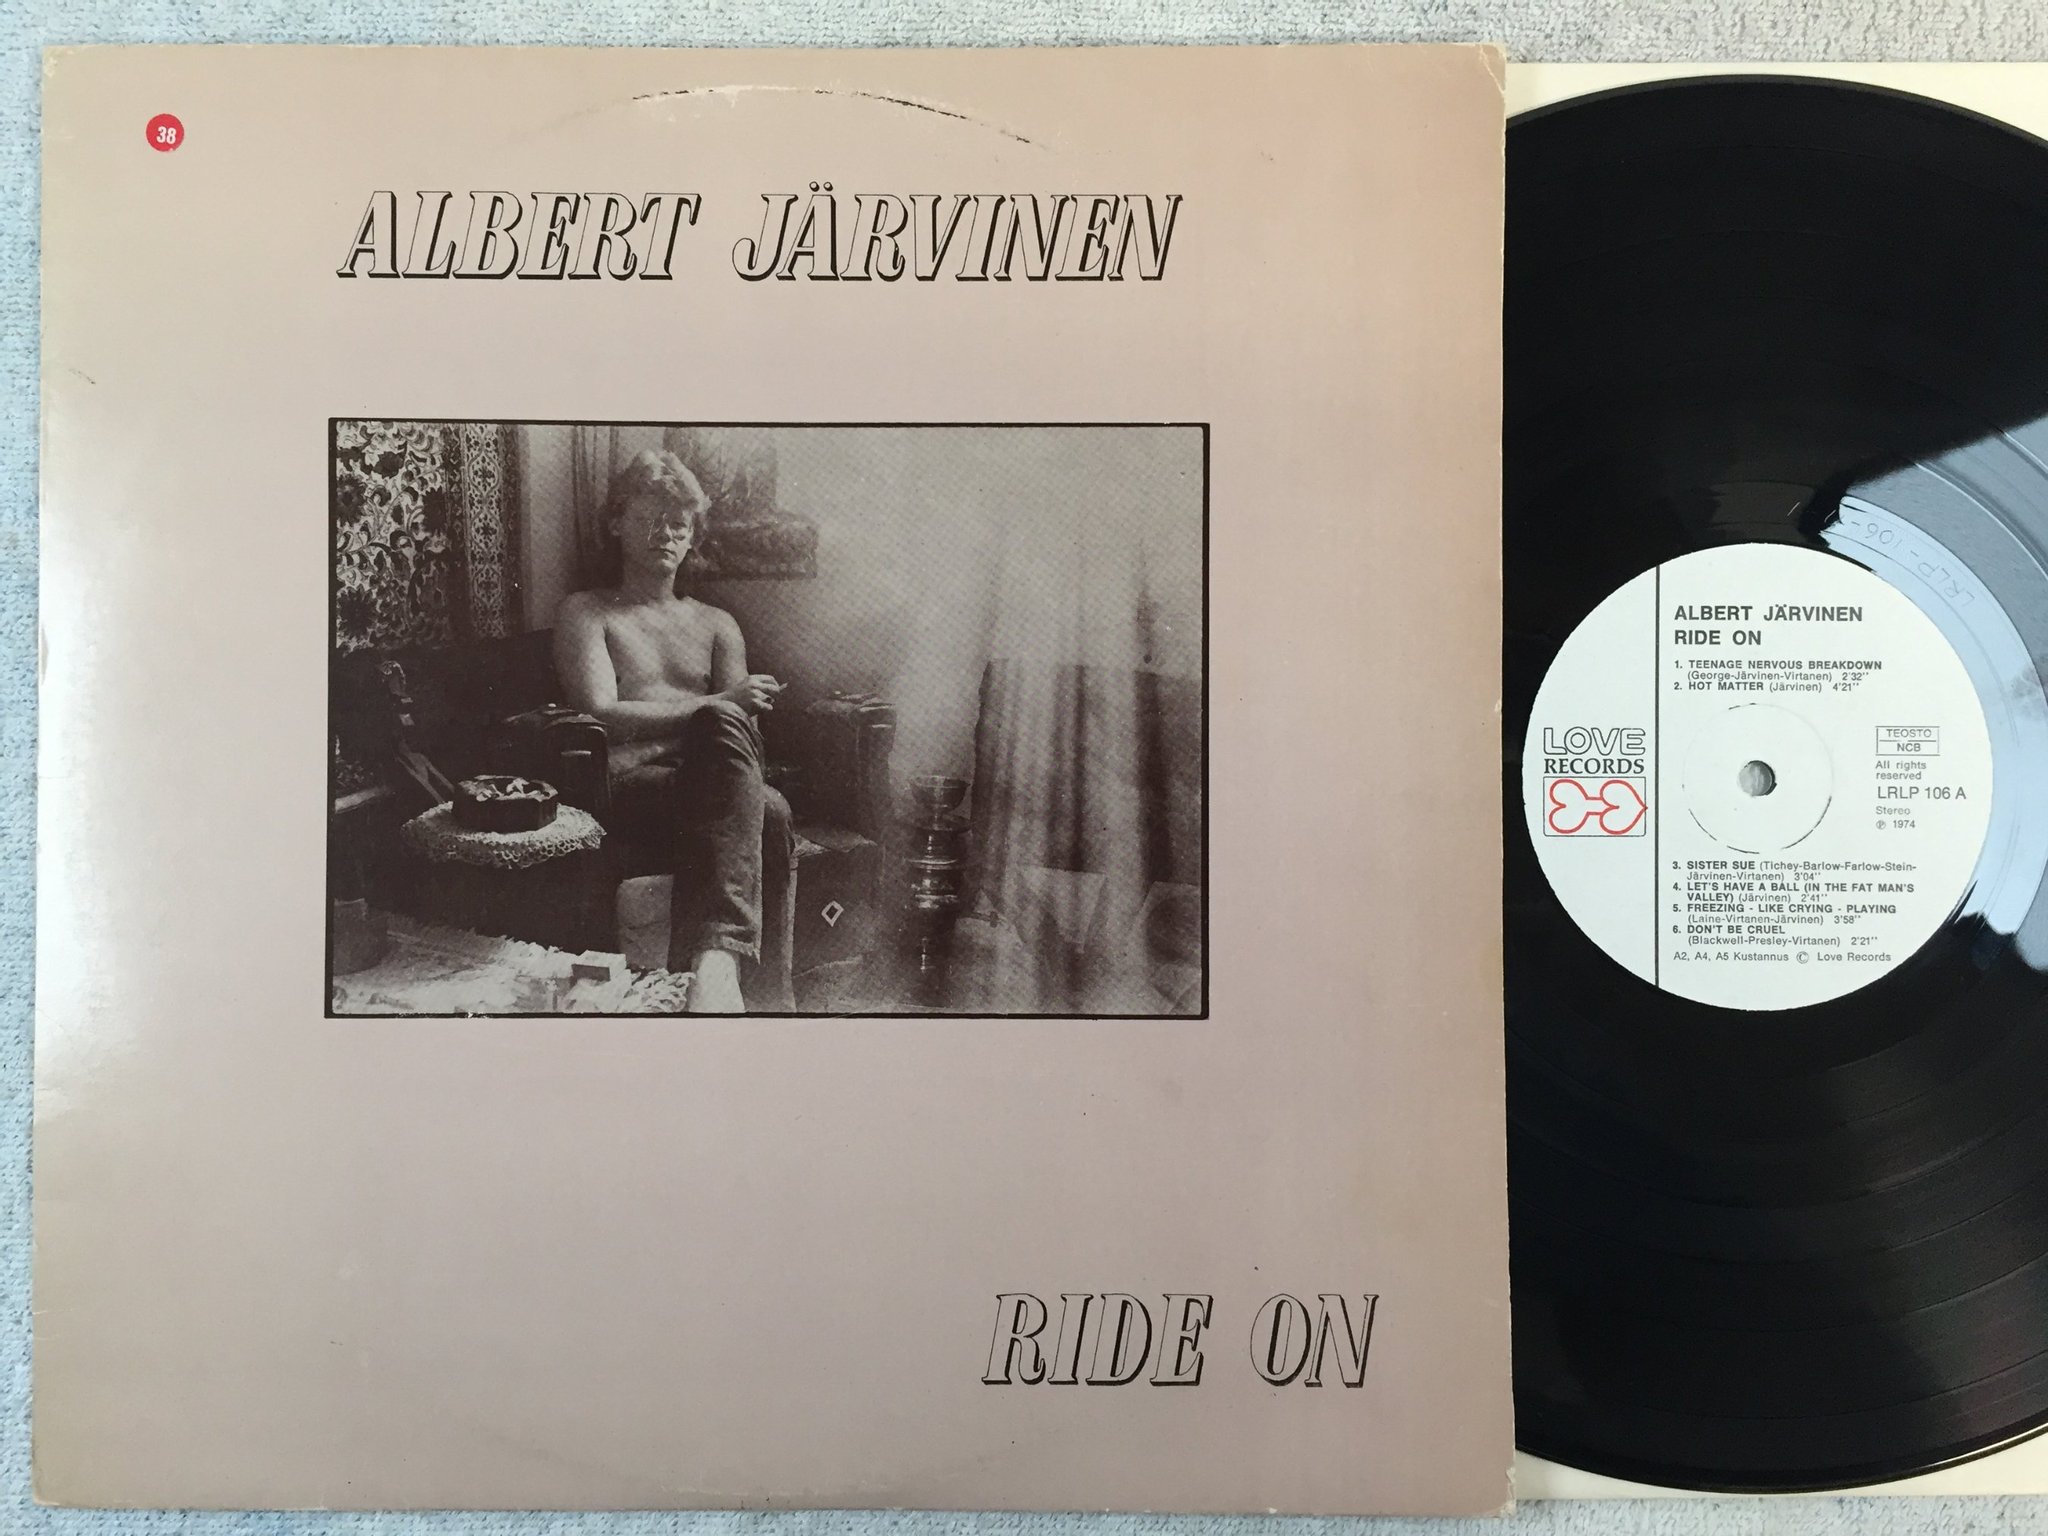 38
ALBERT JÄRVINEN
RIDE ON
ALBERT JÄRVINEN
RIDE ON
1. TEENAGE NERVOUS BREAKDOWN
(George-Järvinen-Virtanen) 2'32''
2. HOT MATTER (Järvinen) 4'21''
LOVE
RECORDS
TEOSTO
NCB
All rights
reserved
LRLP 106 A
Stereo
℗ 1974
3. SISTER SUE (Tichey-Barlow-Farlow-Stein-
Järvinen-Virtanen) 3'04''
4. LET'S HAVE A BALL (IN THE FAT MAN'S
VALLEY) (Järvinen) 2'41''
5. FREEZING - LIKE CRYING - PLAYING
(Laine-Virtanen-Järvinen) 3'58''
6. DON'T BE CRUEL
(Blackwell-Presley-Virtanen) 2'21''
A2, A4, A5 Kustannus © Love Records
LRLP-106-